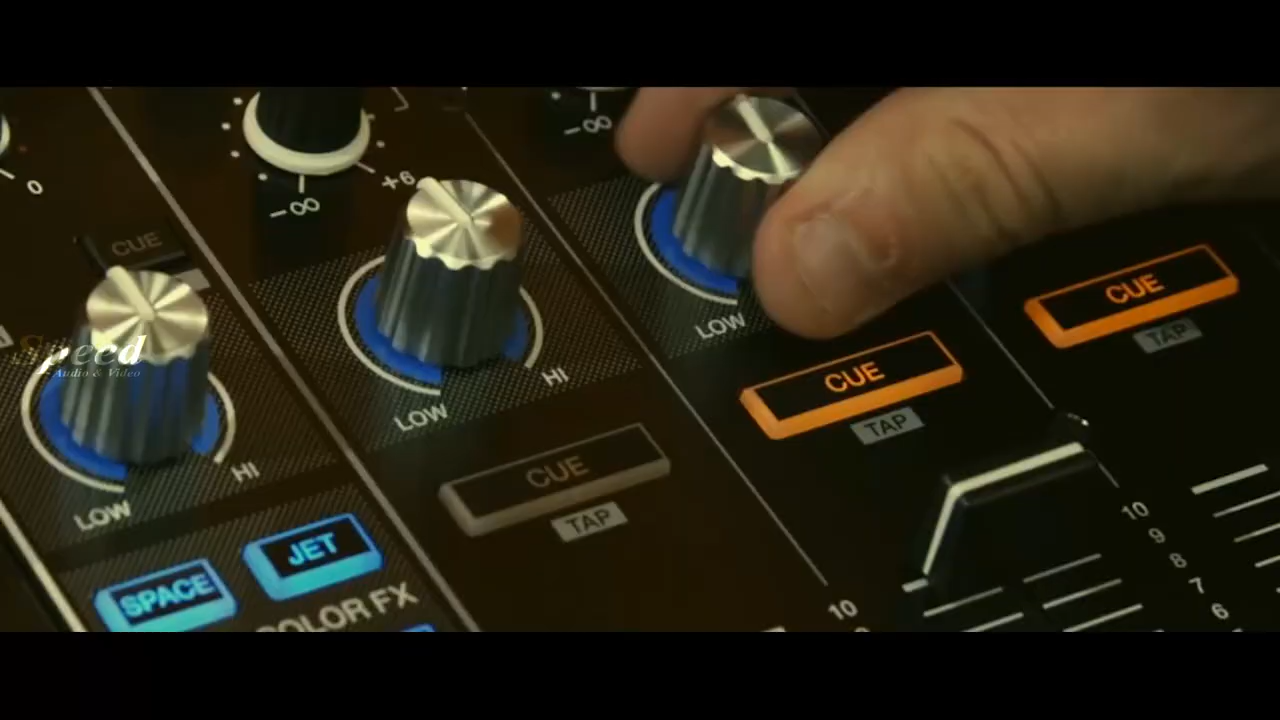 0
-∞
+6
-∞
CUE
CUE
TAP
LOW
CUE
TAP
Speed
Audio & Video
LOW
HI
HI
LOW
CUE
TAP
JET
SPACE
COLOR FX
10
9
8
7
6
10